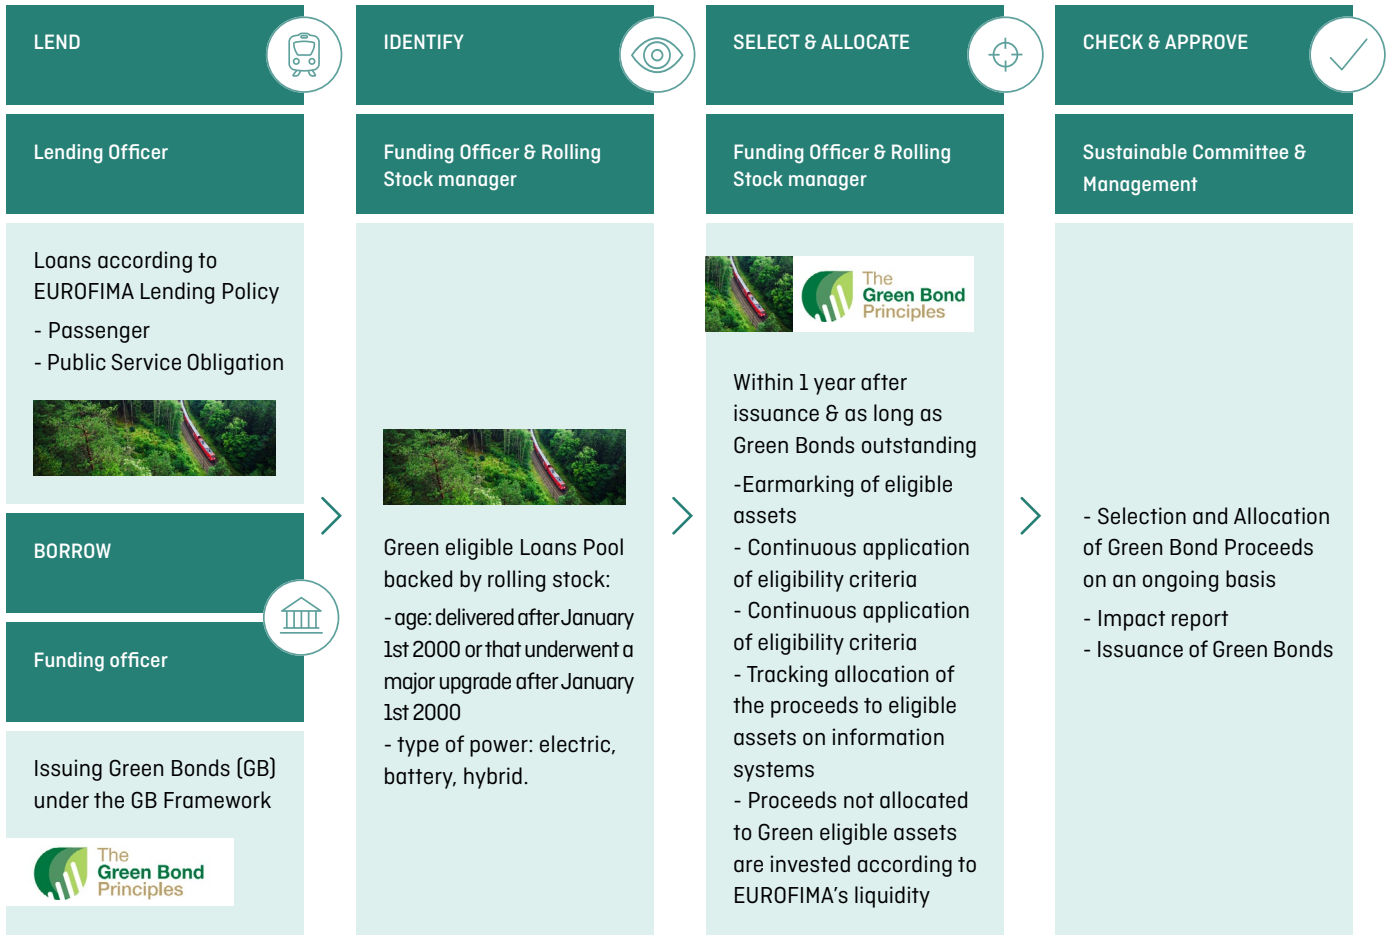 LEND
Lending Officer
Loans according to
EUROFIMA Lending Policy
- Passenger
- Public Service Obligation
BORROW
Funding officer
Issuing Green Bonds (GB)
under the GB Framework
The
Green Bond
Principles
IDENTIFY
Funding Officer & Rolling
Stock manager
Green eligible Loans Pool
backed by rolling stock:
- age: delivered after January
1st 2000 or that underwent a
major upgrade after January
1st 2000
- type of power: electric,
battery, hybrid.
SELECT & ALLOCATE
Funding Officer & Rolling
Stock manager
The
Green Bond
Principles
Within 1 year after
issuance & as long as
Green Bonds outstanding
-Earmarking of eligible
assets
- Continuous application
of eligibility criteria
- Continuous application
of eligibility criteria
- Tracking allocation of
the proceeds to eligible
assets on information
systems
- Proceeds not allocated
to Green eligible assets
are invested according to
EUROFIMA's liquidity
CHECK & APPROVE
Sustainable Committee &
Management
- Selection and Allocation
of Green Bond Proceeds
on an ongoing basis
- Impact report
- Issuance of Green Bonds